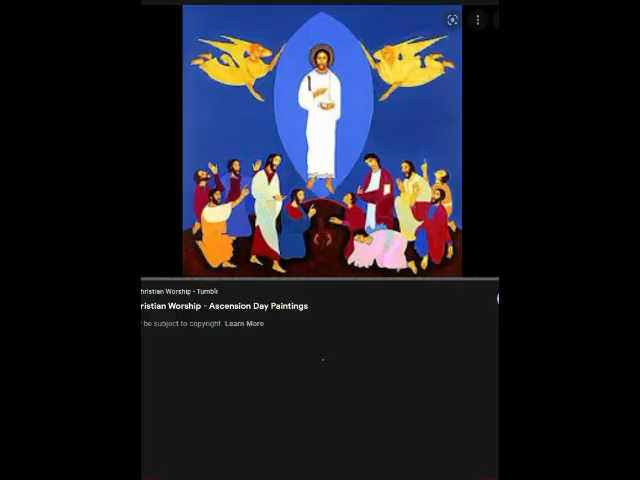 hristian Worship - Tumblr
ristian Worship - Ascension Day Paintings
be subject to copyright. Learn More